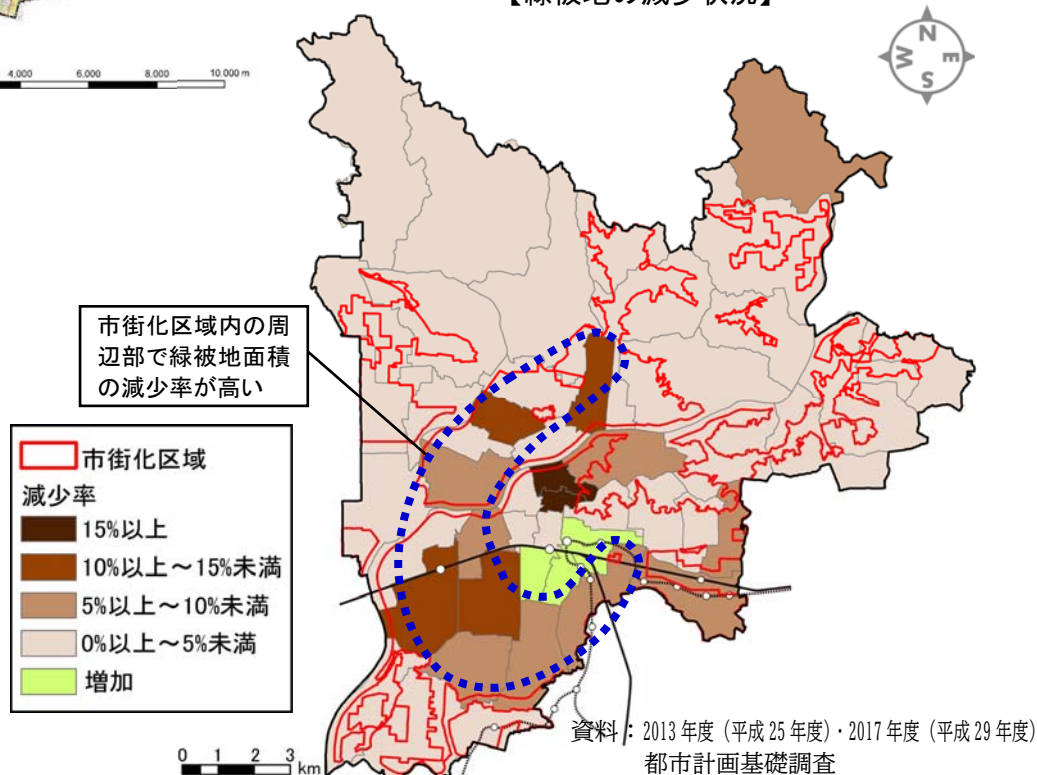 【緑被地の減少状況】
4,000 6,000 8,000 10,000 m
N
W E
S
市街化区域内の周
辺部で緑被地面積
の減少率が高い
市街化区域
減少率
15%以上
10%以上～15%未満
5%以上～10%未満
0%以上～5%未満
増加
0 1 2 3 km
資料：2013年度（平成25年度）・2017年度（平成29年度）
都市計画基礎調査